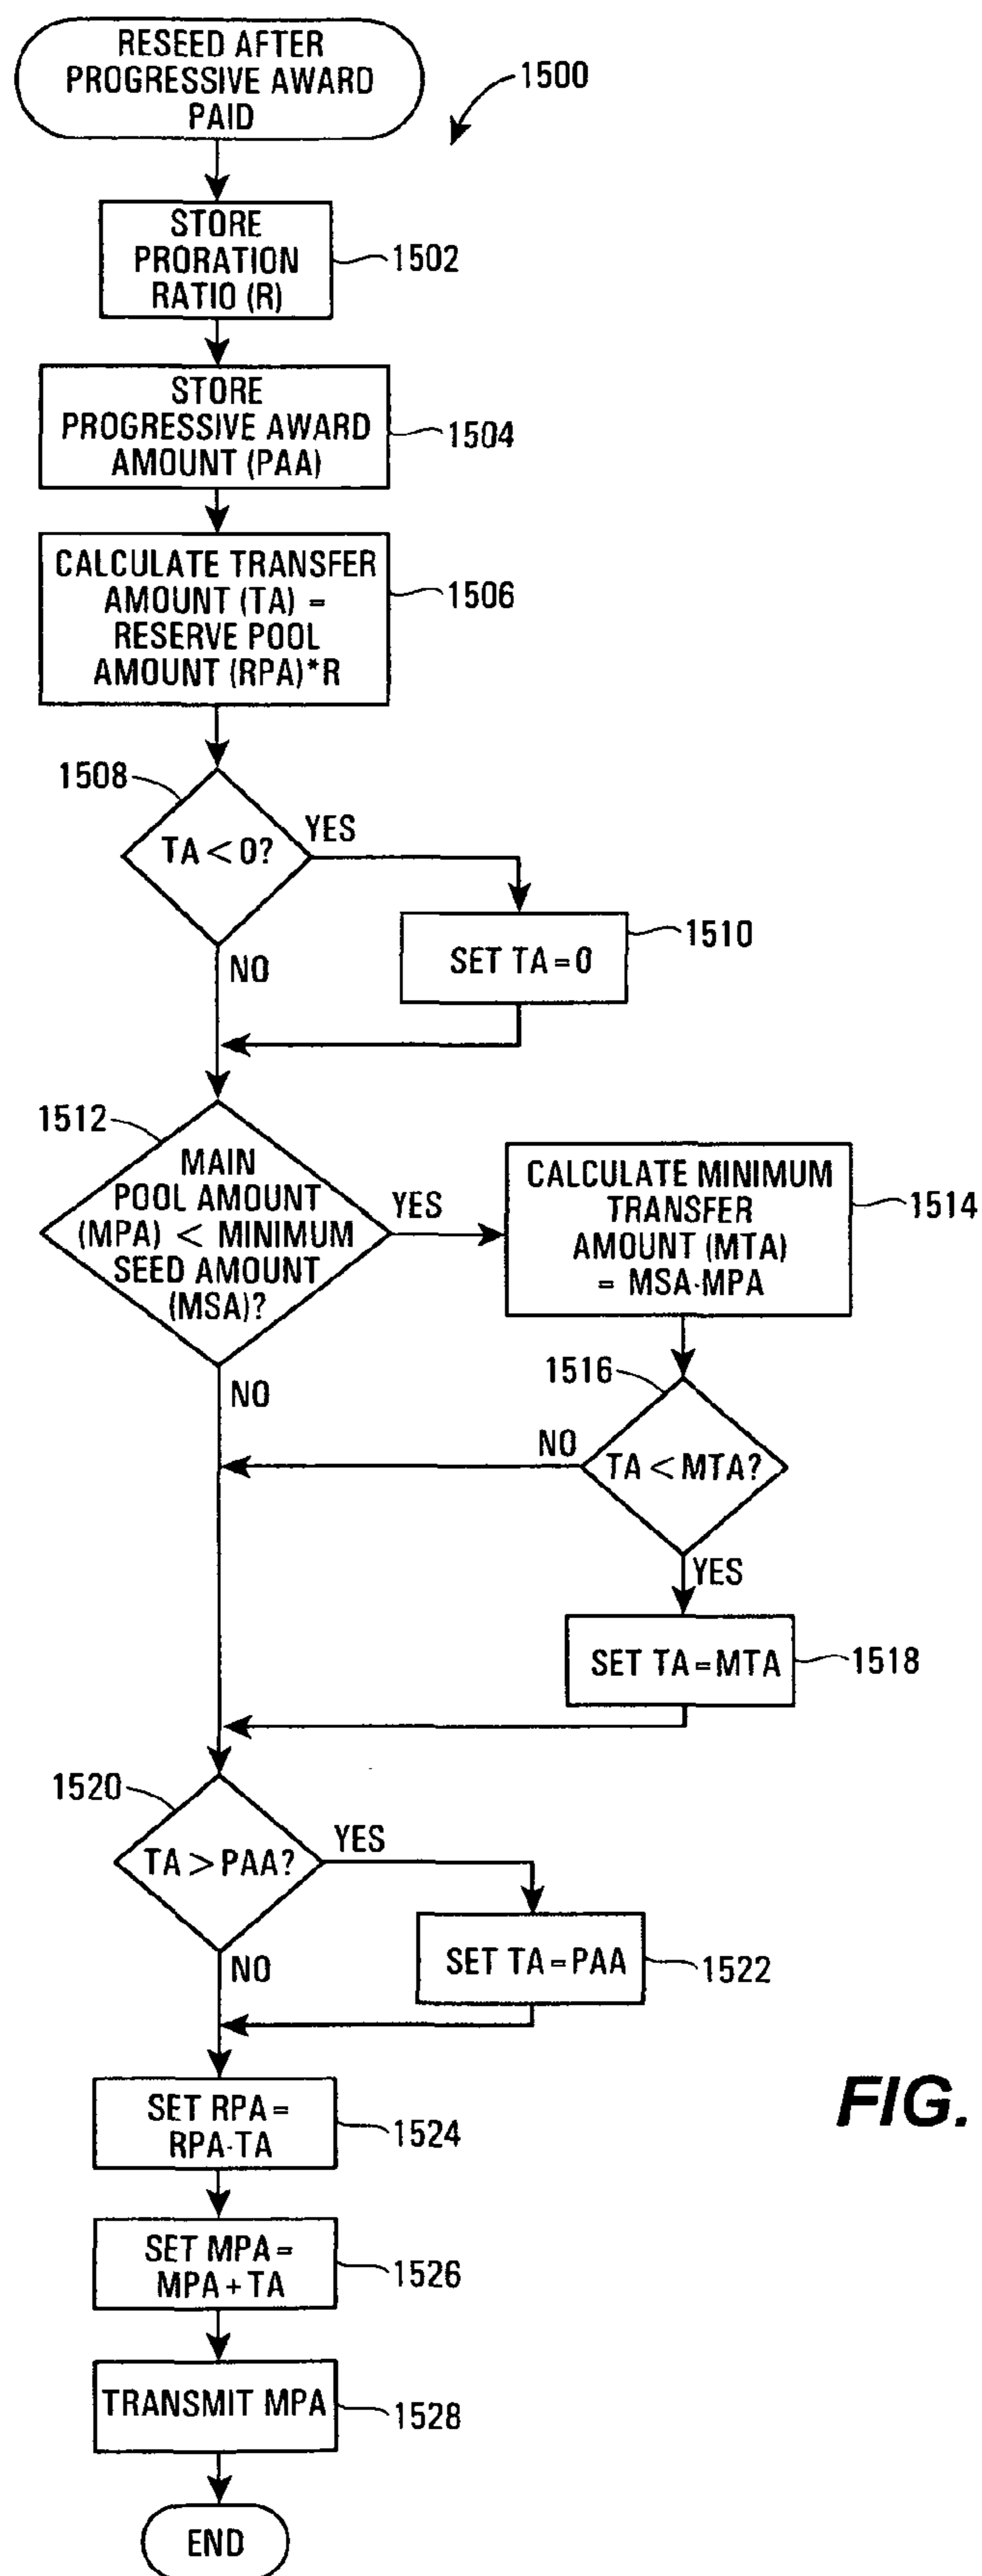 RESEED AFTER
PROGRESSIVE AWARD
PAID
1500
STORE
PRORATION
RATIO (R)
1502
STORE
PROGRESSIVE AWARD
AMOUNT (PAA)
1504
CALCULATE TRANSFER
AMOUNT (TA) =
RESERVE POOL
AMOUNT (RPA)*R
1506
1508
TA < 0?
YES
NO
SET TA = 0
1510
1512
MAIN
POOL AMOUNT
(MPA) < MINIMUM
SEED AMOUNT
(MSA)?
YES
NO
CALCULATE MINIMUM
TRANSFER
AMOUNT (MTA)
= MSA-MPA
1514
1516
TA < MTA?
NO
YES
SET TA = MTA
1518
1520
TA > PAA?
YES
NO
SET TA = PAA
1522
SET RPA =
RPA-TA
1524
FIG.
SET MPA =
MPA + TA
1526
TRANSMIT MPA
1528
END